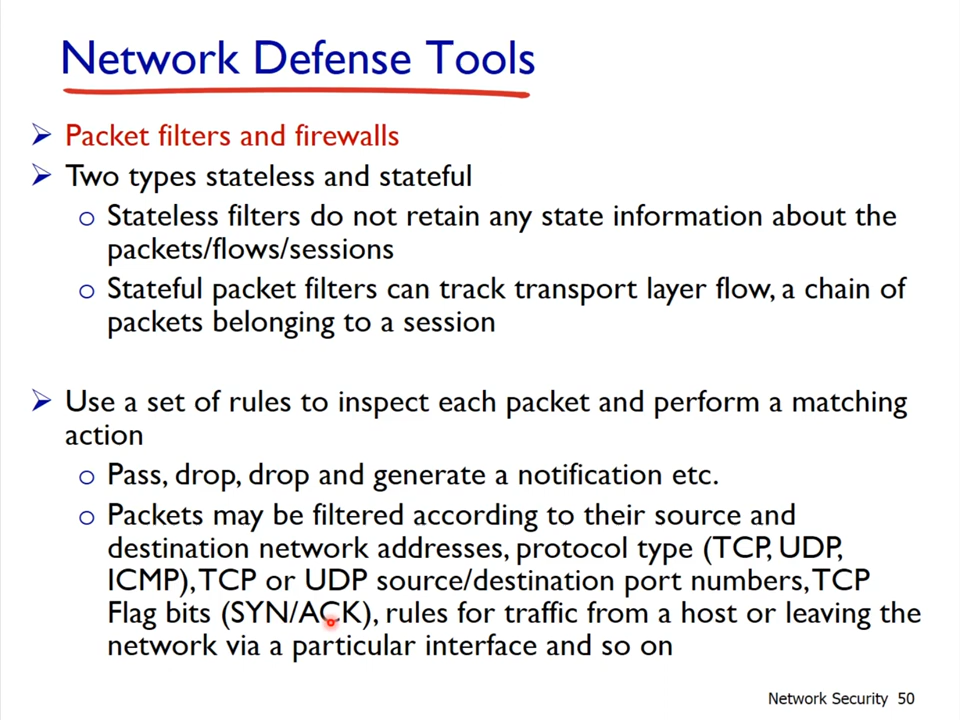 Network Defense Tools
Packet filters and firewalls
Two types stateless and stateful
Stateless filters do not retain any state information about the
packets/flows/sessions
Stateful packet filters can track transport layer flow, a chain of
packets belonging to a session
Use a set of rules to inspect each packet and perform a matching
action
Pass, drop, drop and generate a notification etc.
Packets may be filtered according to their source and
destination network addresses, protocol type (TCP, UDP,
ICMP), TCP or UDP source/destination port numbers, TCP
Flag bits (SYN/ACK), rules for traffic from a host or leaving the
network via a particular interface and so on
Network Security 50